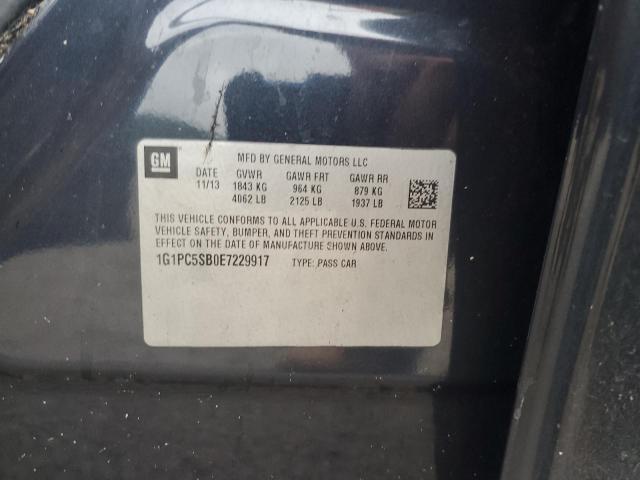 GM
MFD BY GENERAL MOTORS LLC
DATE GVWR GAWR FRT GAWR RR
11/13 1843 KG 964 KG 879 KG
4062 LB 2125 LB 1937 LB
THIS VEHICLE CONFORMS TO ALL APPLICABLE U.S. FEDERAL MOTOR
VEHICLE SAFETY, BUMPER, AND THEFT PREVENTION STANDARDS IN
EFFECT ON THE DATE OF MANUFACTURE SHOWN ABOVE.
1G1PC5SB0E7229917 TYPE: PASS CAR